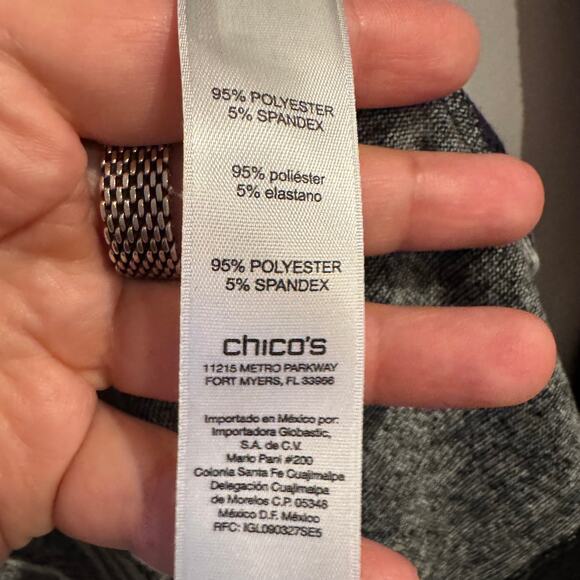 95% POLYESTER
5% SPANDEX
95% poliéster
5% elastano
95% POLYESTER
5% SPANDEX
chico's
11215 METRO PARKWAY
FORT MYERS, FL 33966
Importado en México por:
Importadora Globastic,
S.A. de C.V.
Mario Pani #200
Colonia Santa Fe Cuajimalpa
Delegación Cuajimalpa
de Morelos C.P. 05348
México D.F. México
RFC: IGL090327SE5